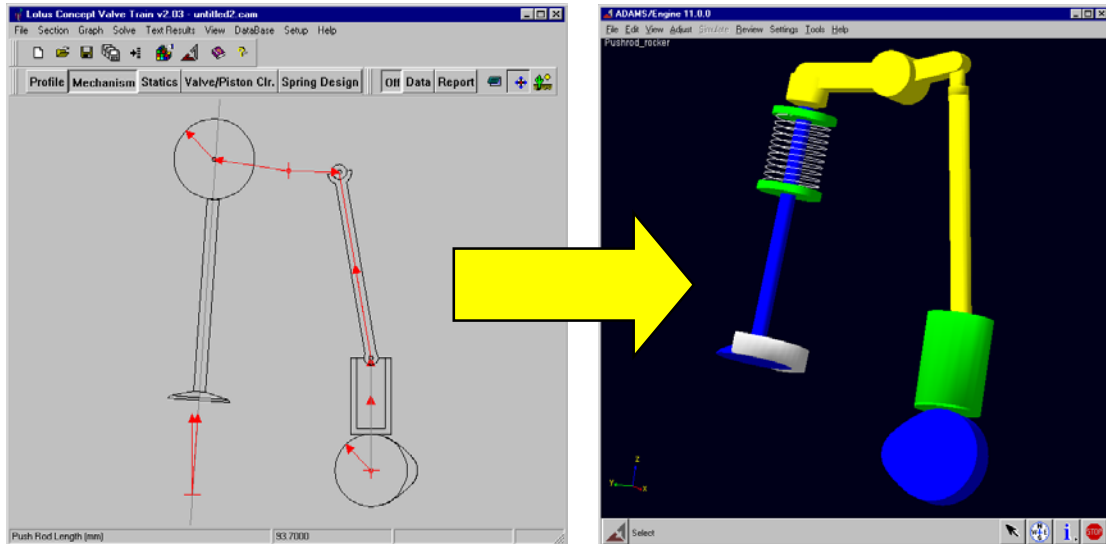 Lotus Concept Valve Train v2.03 - untitled2.cam
File Section Graph Solve Text Results View DataBase Setup Help
Profile Mechanism Statics Valve/Piston Clr. Spring Design Off Data Report
Push Rod Length (mm) 93.7000
ADAMS/Engine 11.0.0
File Edit View Adjust Simulate Review Settings Tools Help
Pushrod_rocker
Z
Y
X
Select
i.
STOP